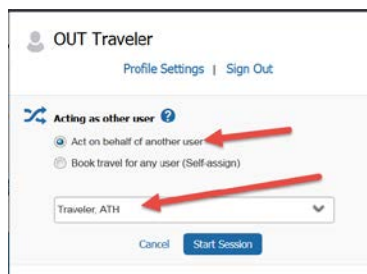 OUT Traveler
Profile Settings | Sign Out
Acting as other user ?
Act on behalf of another user
Book travel for any user (Self-assign)
Traveler, ATH
Cancel Start Session